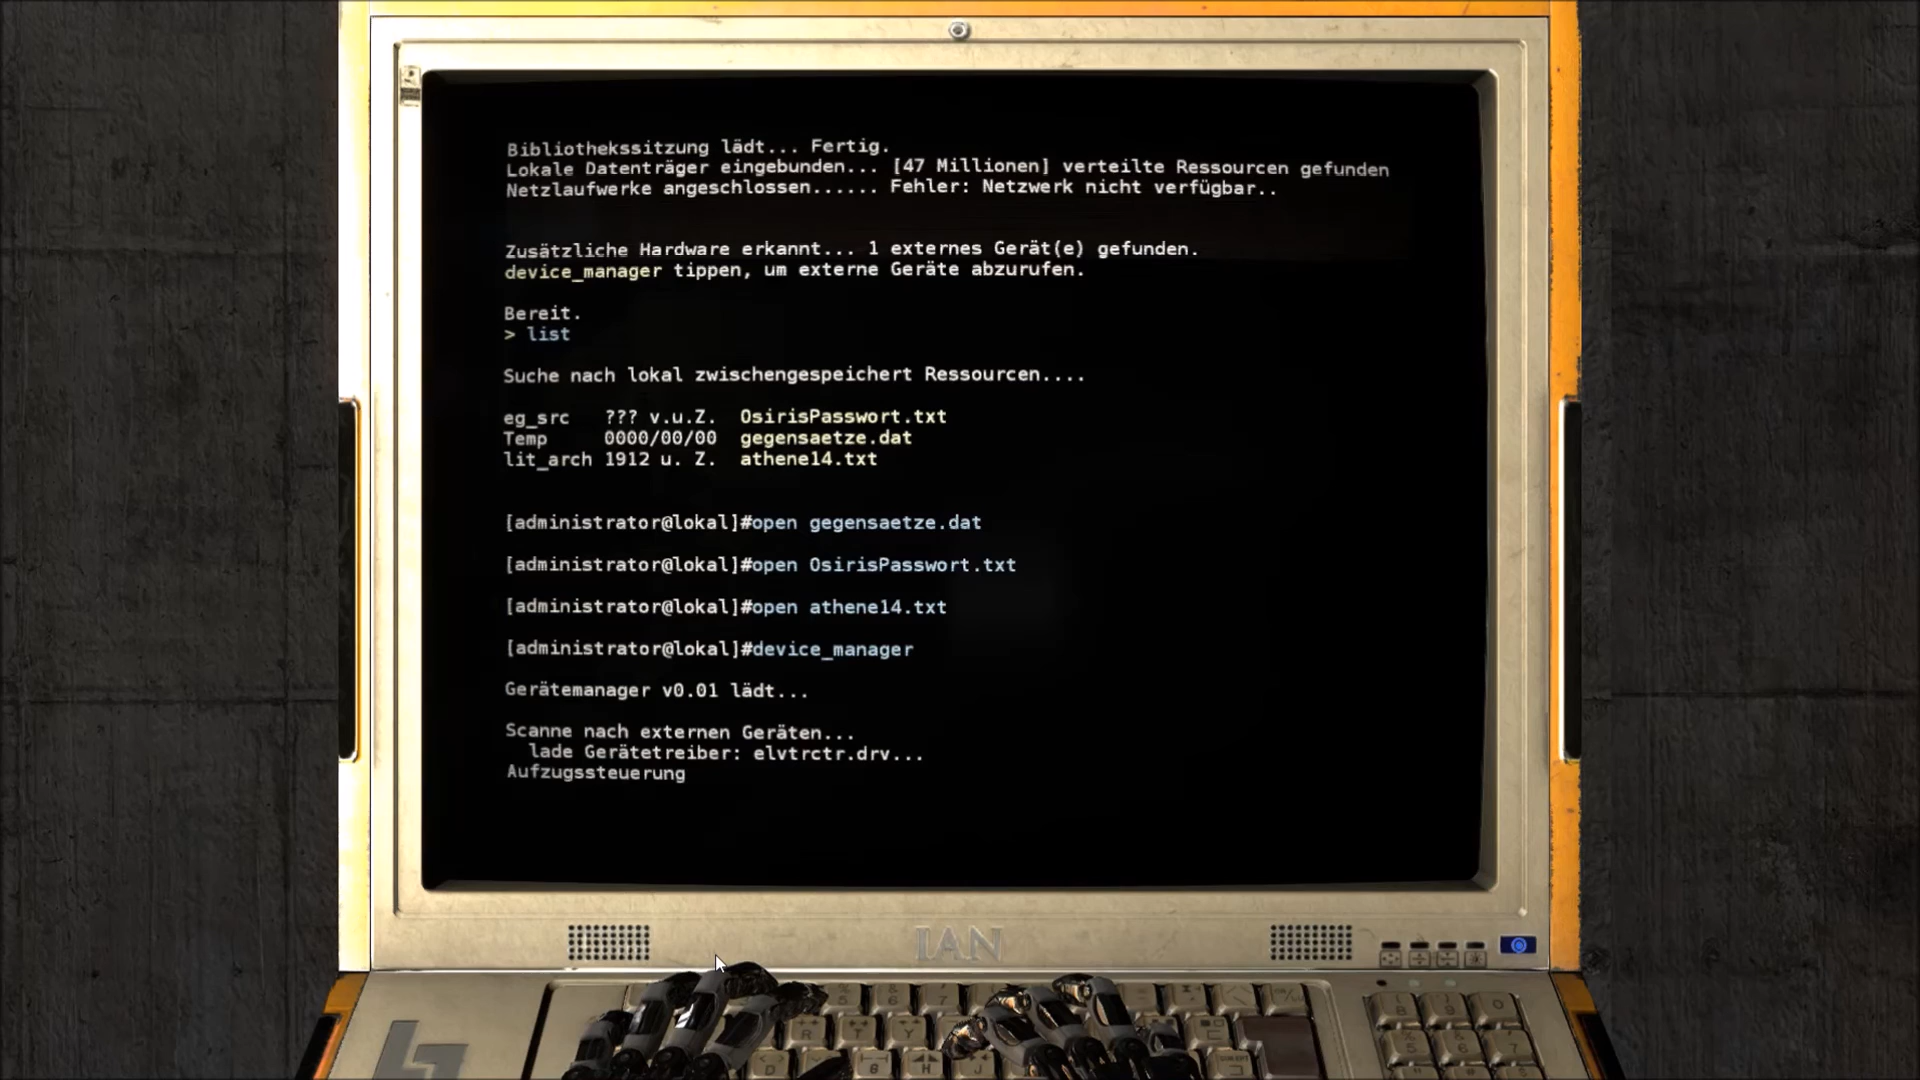 Bibliothekssitzung lädt... Fertig.
Lokale Datenträger eingebunden... [47 Millionen] verteilte Ressourcen gefunden
Netzlaufwerke angeschlossen...... Fehler: Netzwerk nicht verfügbar..
Zusätzliche Hardware erkannt... 1 externes Gerät(e) gefunden.
device_manager tippen, um externe Geräte abzurufen.
Bereit.
> list
Suche nach lokal zwischengespeichert Ressourcen....
eg_src ??? v.u.Z. OsirisPasswort.txt
Temp 0000/00/00 gegensaetze.dat
lit_arch 1912 u. Z. athene14.txt
[administrator@lokal]#open gegensaetze.dat
[administrator@lokal]#open OsirisPasswort.txt
[administrator@lokal]#open athene14.txt
[administrator@lokal]#device_manager
Gerätemanager v0.01 lädt...
Scanne nach externen Geräten...
lade Gerätetreiber: elvtrctr.drv...
Aufzugssteuerung
IAN